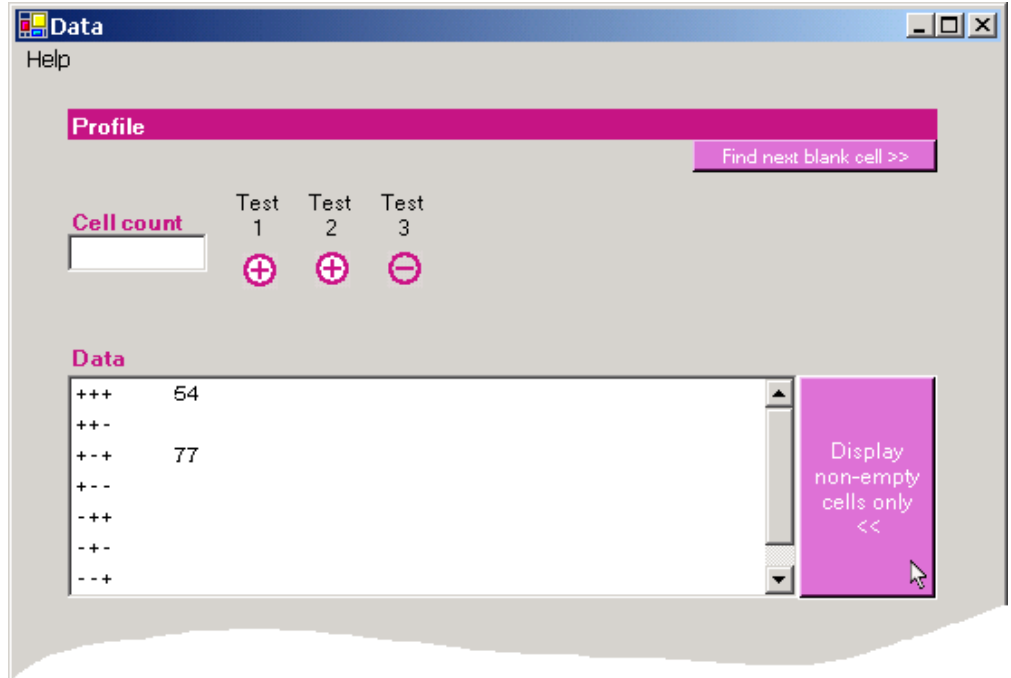 Data
Help
Profile
Find next blank cell >>
Cell count
Test 1
Test 2
Test 3
Data
+++ 54
++-
+-+ 77
+--
-++
-+-
--+
Display
non-empty
cells only
<<